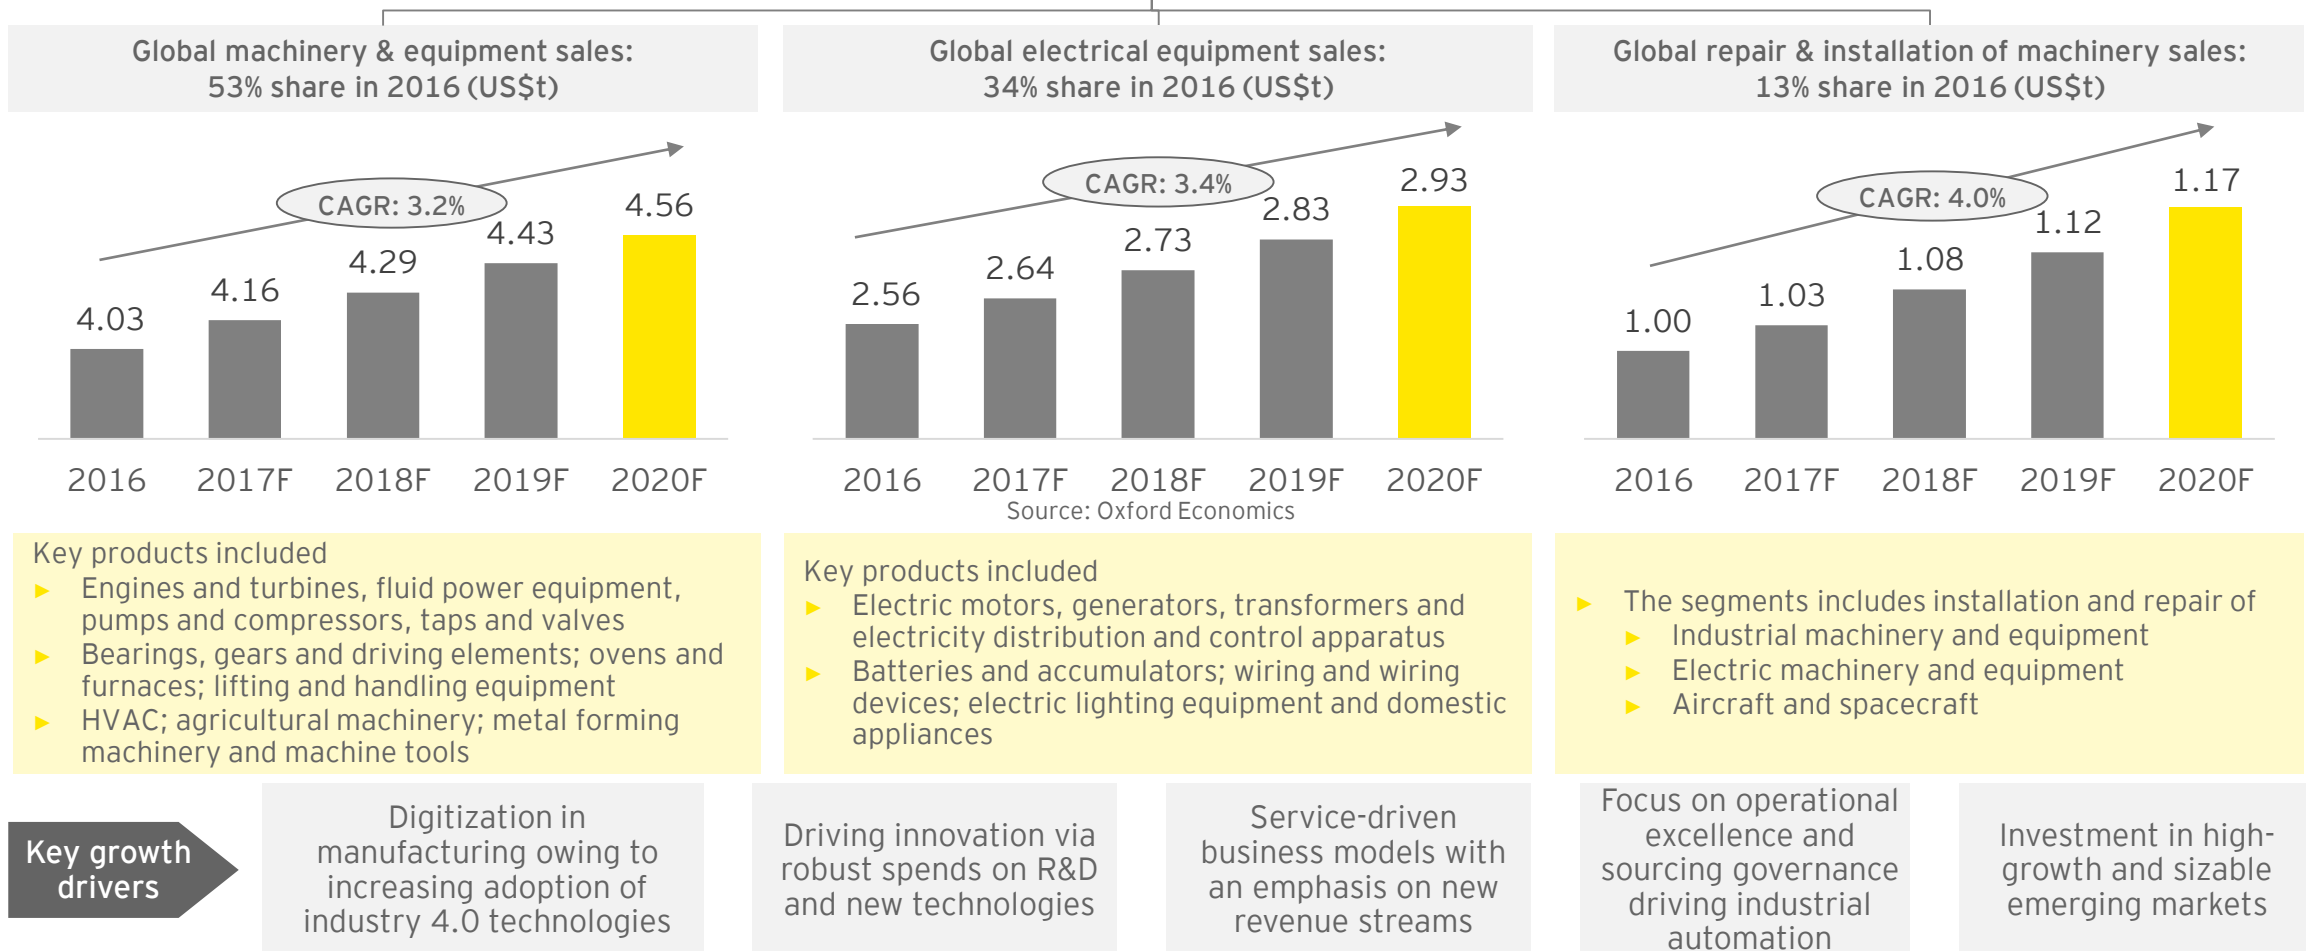 Global machinery & equipment sales:
53% share in 2016 (US$t)
CAGR: 3.2%
4.03
4.16
4.29
4.43
4.56
2016
2017F
2018F
2019F
2020F
Global electrical equipment sales:
34% share in 2016 (US$t)
CAGR: 3.4%
2.56
2.64
2.73
2.83
2.93
2016
2017F
2018F
2019F
2020F
Global repair & installation of machinery sales:
13% share in 2016 (US$t)
CAGR: 4.0%
1.00
1.03
1.08
1.12
1.17
2016
2017F
2018F
2019F
2020F
Source: Oxford Economics
Key products included
► Engines and turbines, fluid power equipment,
pumps and compressors, taps and valves
► Bearings, gears and driving elements; ovens and
furnaces; lifting and handling equipment
► HVAC; agricultural machinery; metal forming
machinery and machine tools
Key products included
► Electric motors, generators, transformers and
electricity distribution and control apparatus
► Batteries and accumulators; wiring and wiring
devices; electric lighting equipment and domestic
appliances
► The segments includes installation and repair of
► Industrial machinery and equipment
► Electric machinery and equipment
► Aircraft and spacecraft
Key growth
drivers
Digitization in
manufacturing owing to
increasing adoption of
industry 4.0 technologies
Driving innovation via
robust spends on R&D
and new technologies
Service-driven
business models with
an emphasis on new
revenue streams
Focus on operational
excellence and
sourcing governance
driving industrial
automation
Investment in high-
growth and sizable
emerging markets